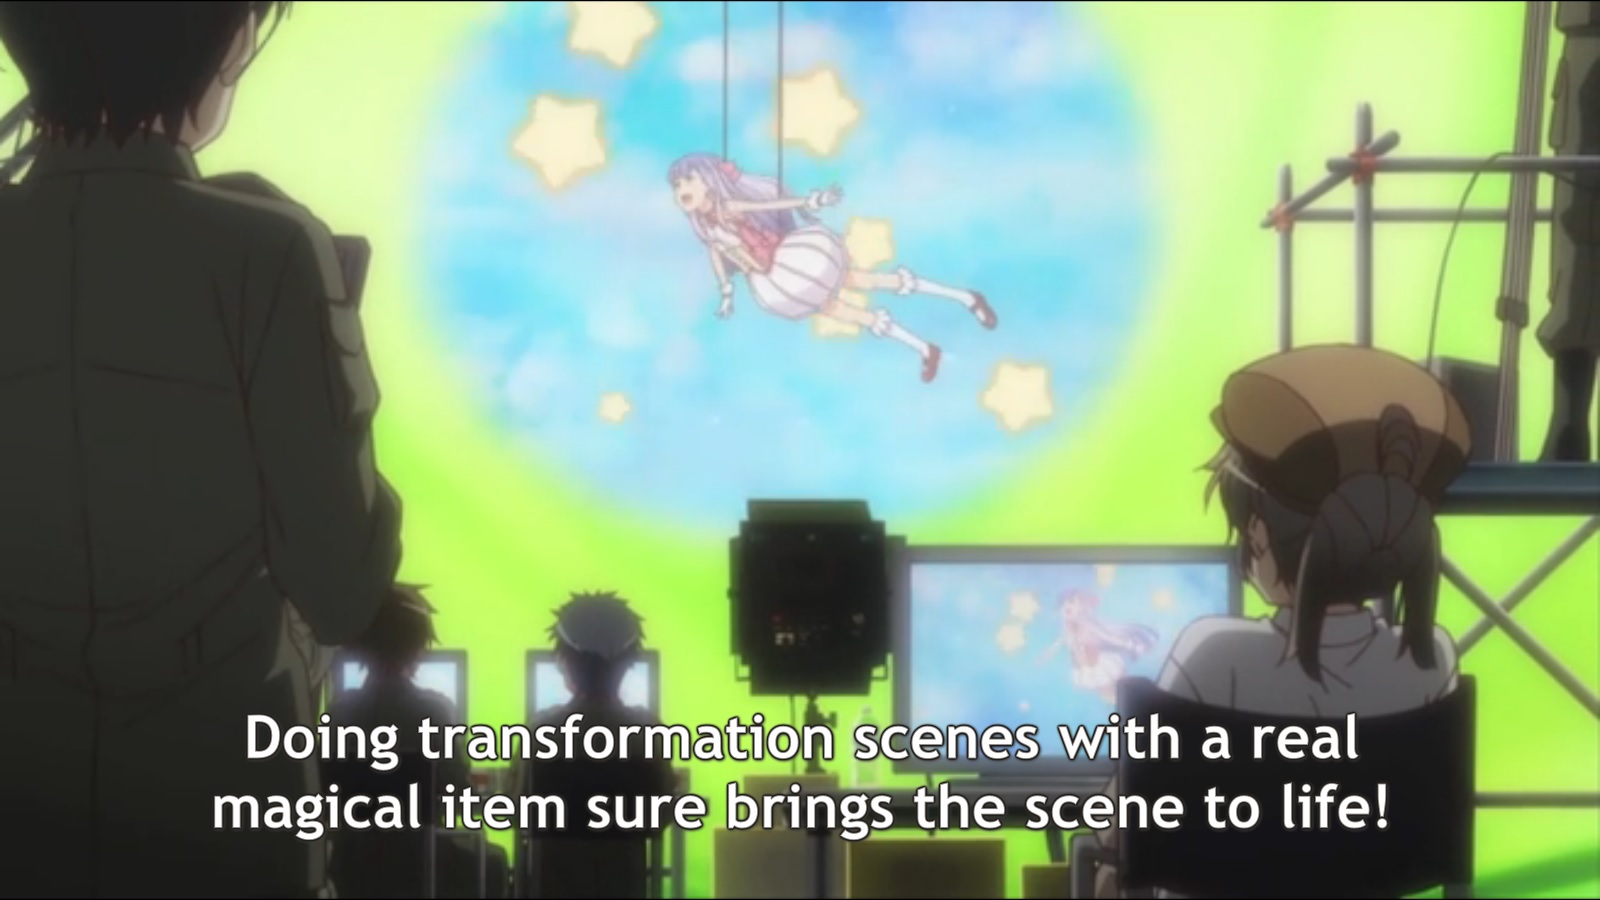 Doing transformation scenes with a real
magical item sure brings the scene to life!